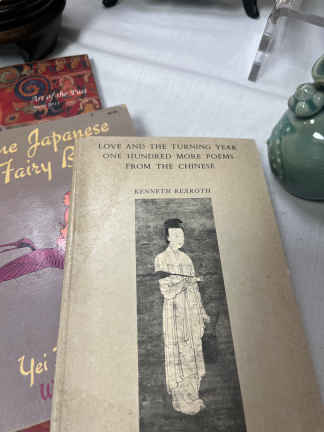 Art of the Past
ne Japanese
Fairy B
LOVE AND THE TURNING YEAR
ONE HUNDRED MORE POEMS
FROM THE CHINESE
KENNETH REXROTH
Yei